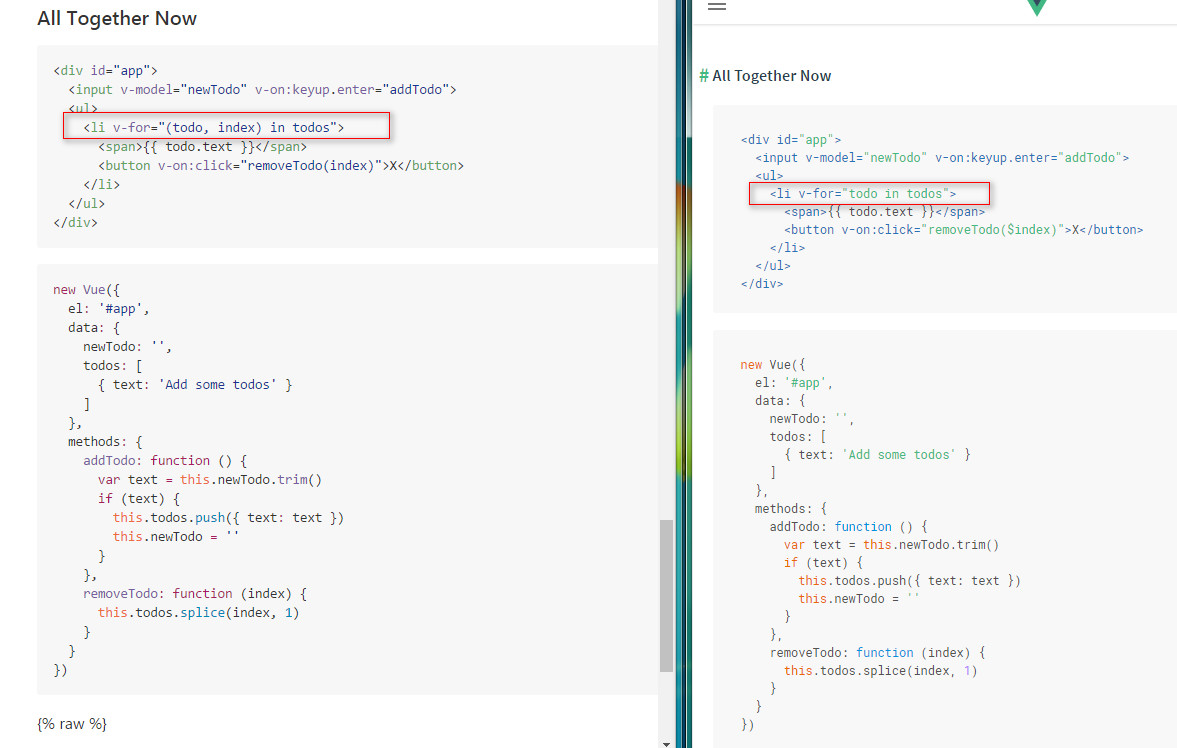 All Together Now
<div id="app">
  <input v-model="newTodo" v-on:keyup.enter="addTodo">
  <ul>
    <li v-for="(todo, index) in todos">
      <span>{{ todo.text }}</span>
      <button v-on:click="removeTodo(index)">X</button>
    </li>
  </ul>
</div>
new Vue({
  el: '#app',
  data: {
    newTodo: '',
    todos: [
      { text: 'Add some todos' }
    ]
  },
  methods: {
    addTodo: function () {
      var text = this.newTodo.trim()
      if (text) {
        this.todos.push({ text: text })
        this.newTodo = ''
      }
    },
    removeTodo: function (index) {
      this.todos.splice(index, 1)
    }
  }
})
{% raw %}
# All Together Now
<div id="app">
  <input v-model="newTodo" v-on:keyup.enter="addTodo">
  <ul>
    <li v-for="todo in todos">
      <span>{{ todo.text }}</span>
      <button v-on:click="removeTodo($index)">X</button>
    </li>
  </ul>
</div>
new Vue({
  el: '#app',
  data: {
    newTodo: '',
    todos: [
      { text: 'Add some todos' }
    ]
  },
  methods: {
    addTodo: function () {
      var text = this.newTodo.trim()
      if (text) {
        this.todos.push({ text: text })
        this.newTodo = ''
      }
    },
    removeTodo: function (index) {
      this.todos.splice(index, 1)
    }
  }
})